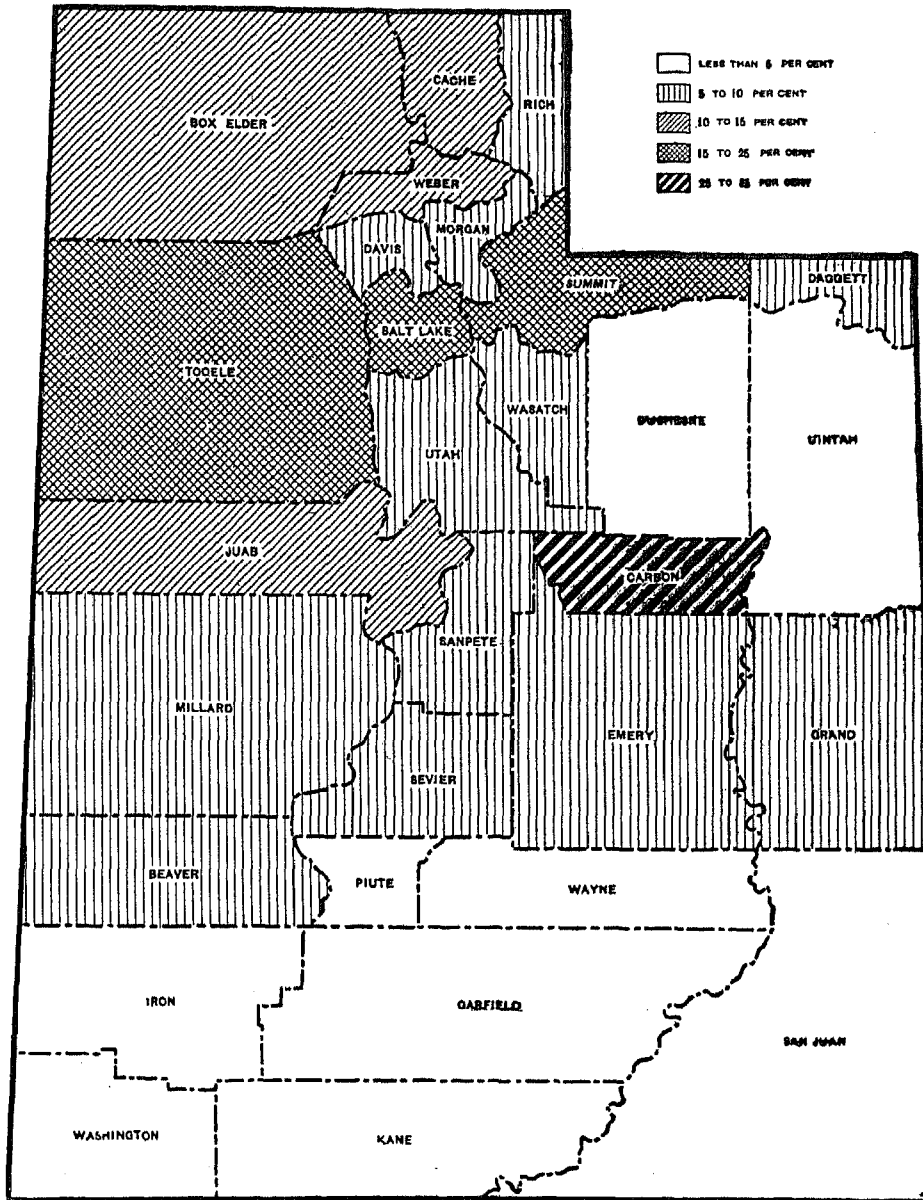 LESS THAN 5 PER CENT
5 TO 10 PER CENT
10 TO 15 PER CENT
15 TO 25 PER CENT
25 TO 35 PER CENT
BOX ELDER
CACHE
RICH
WEBER
MORGAN
DAVIS
SUMMIT
DAGGETT
SALT LAKE
TOOELE
WASATCH
DUCHESNE
UINTAH
UTAH
JUAB
CARBON
SANPETE
MILLARD
EMERY
GRAND
SEVIER
BEAVER
PIUTE
WAYNE
IRON
GARFIELD
SAN JUAN
WASHINGTON
KANE